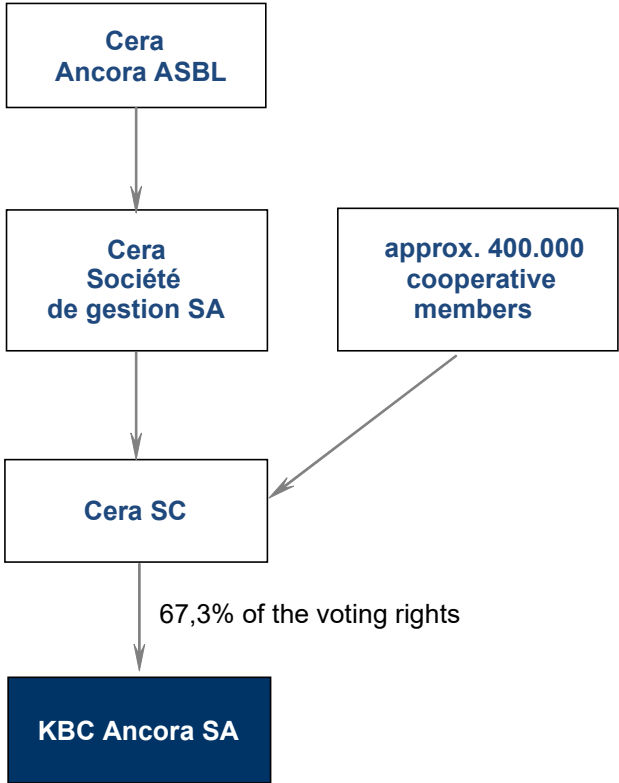 Cera
Ancora ASBL
Cera
Société
de gestion SA
approx. 400.000
cooperative
members
Cera SC
67,3% of the voting rights
KBC Ancora SA